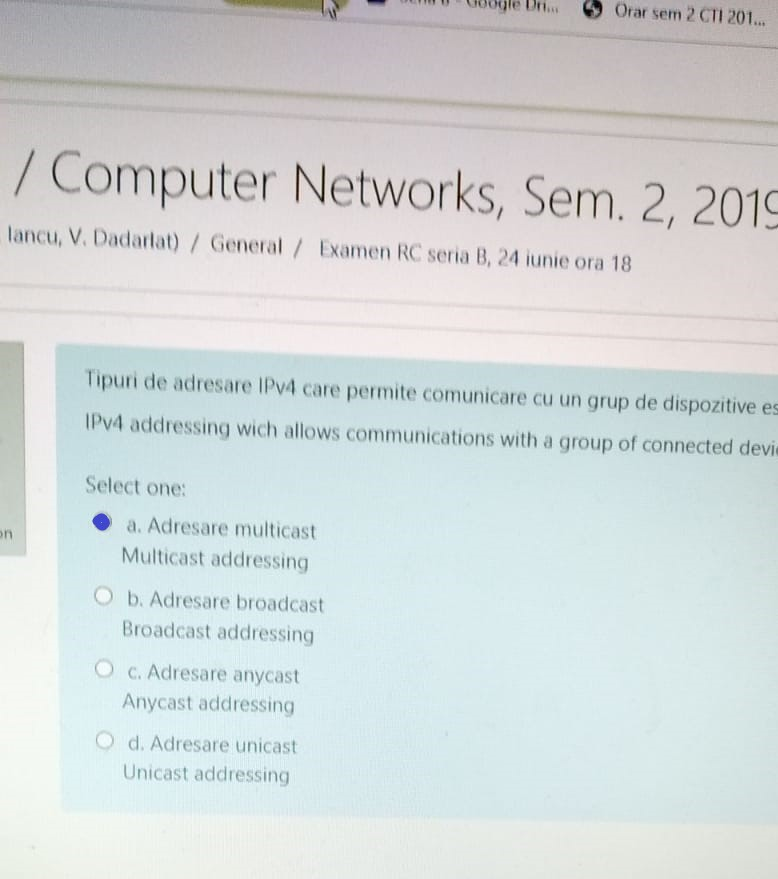 Google Dri...
Orar sem 2 CTI 201...
/ Computer Networks, Sem. 2, 2019
Iancu, V. Dadarlat) / General / Examen RC seria B, 24 iunie ora 18
Tipuri de adresare IPv4 care permite comunicare cu un grup de dispozitive es
IPv4 addressing wich allows communications with a group of connected devi
Select one:
on
a. Adresare multicast
Multicast addressing
b. Adresare broadcast
Broadcast addressing
c. Adresare anycast
Anycast addressing
d. Adresare unicast
Unicast addressing